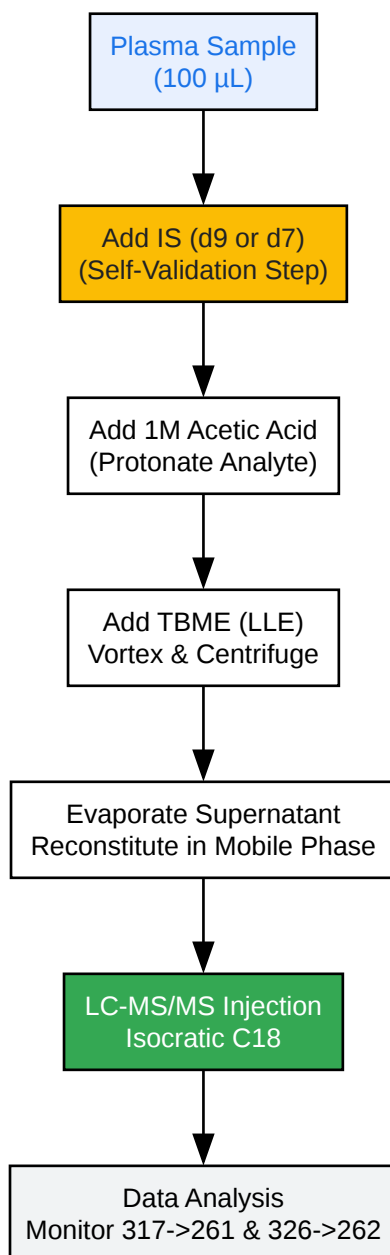 Plasma Sample
(100 µL)
Add IS (d9 or d7)
(Self-Validation Step)
Add 1M Acetic Acid
(Protonate Analyte)
Add TBME (LLE)
Vortex & Centrifuge
Evaporate Supernatant
Reconstitute in Mobile Phase
LC-MS/MS Injection
Isocratic C18
Data Analysis
Monitor 317->261 & 326->262